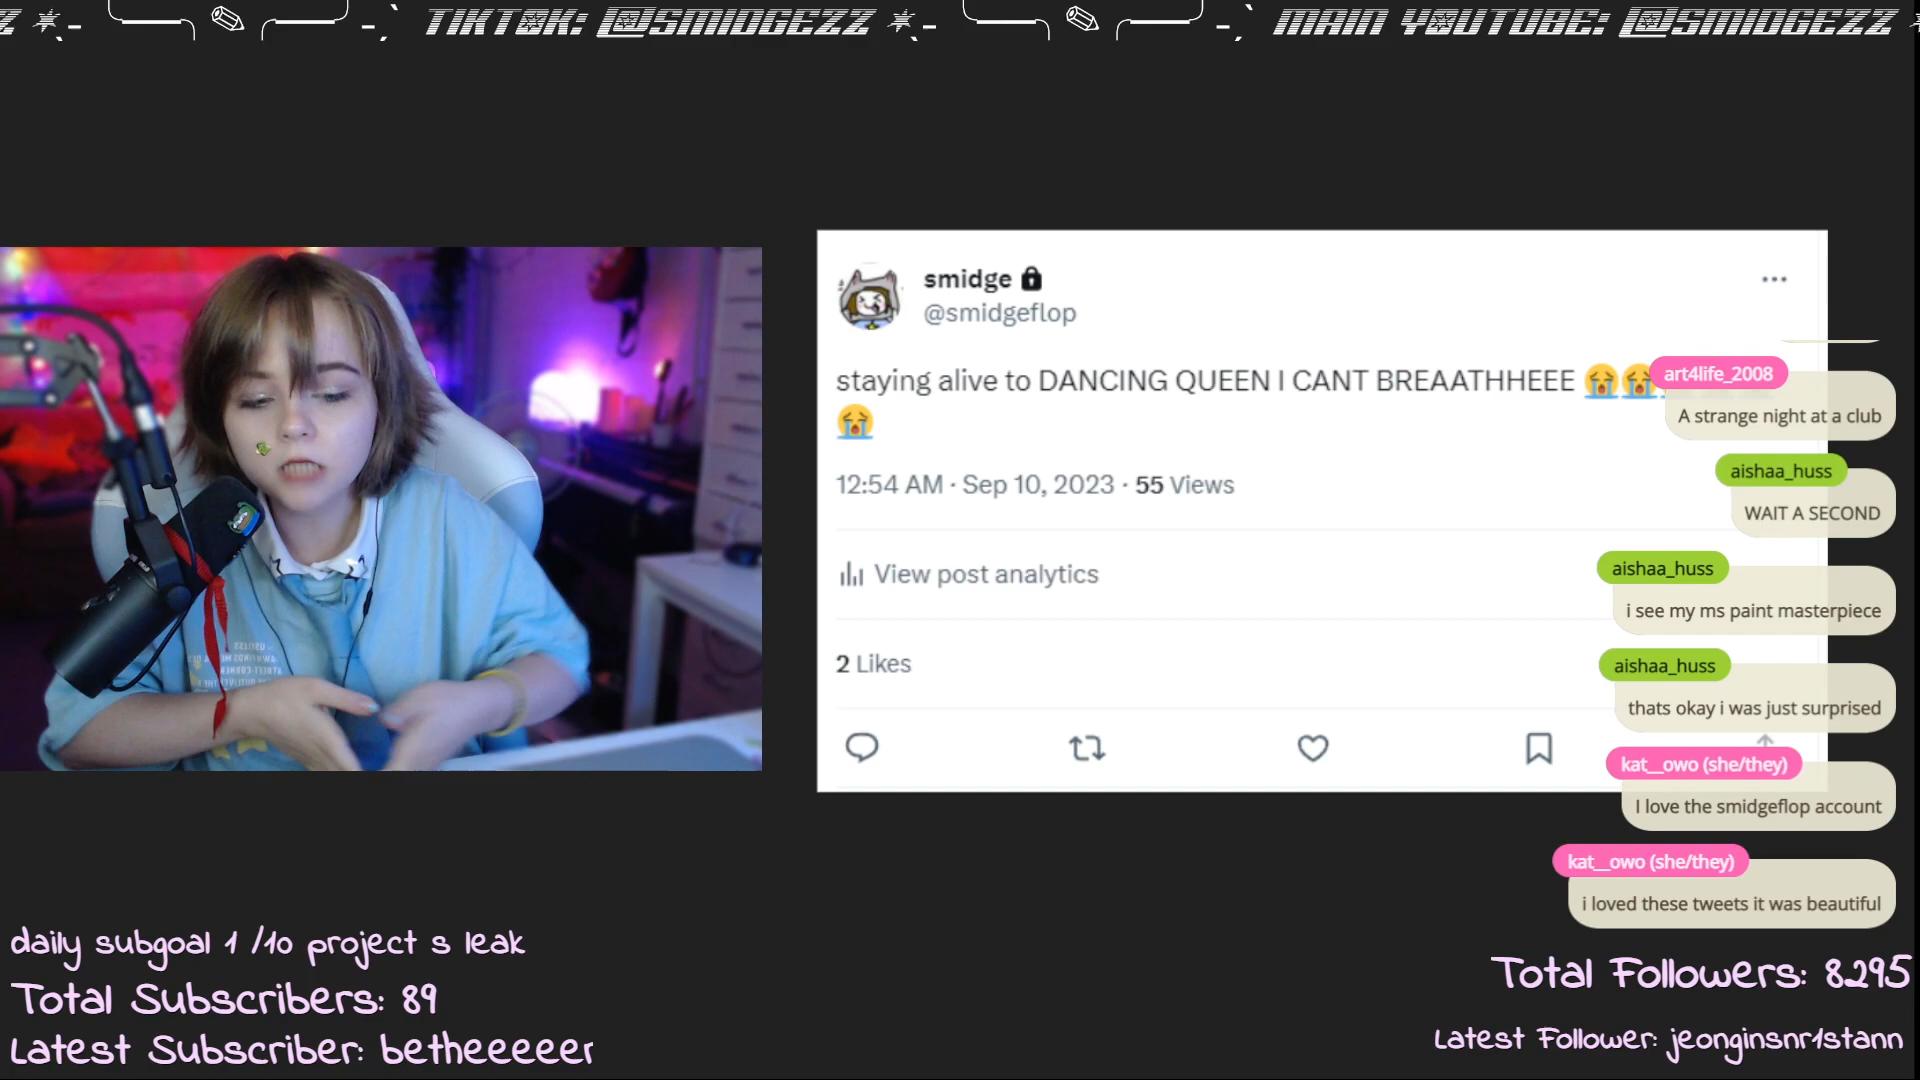 TIKTOK: @SMIDGEZZ
MAIN YOUTUBE: @SMIDGEZZ
smidge
@smidgeflop
staying alive to DANCING QUEEN I CANT BREAATHHEEE 😭😭
😭
12:54 AM · Sep 10, 2023 · 55 Views
View post analytics
2 Likes
art4life_2008
A strange night at a club
aishaa_huss
WAIT A SECOND
aishaa_huss
i see my ms paint masterpiece
aishaa_huss
thats okay i was just surprised
kat__owo (she/they)
I love the smidgeflop account
kat__owo (she/they)
i loved these tweets it was beautiful
daily subgoal 1 /10 project s leak
Total Subscribers: 89
Latest Subscriber: betheeeeer
Total Followers: 8295
Latest Follower: jeonginsnr1stann